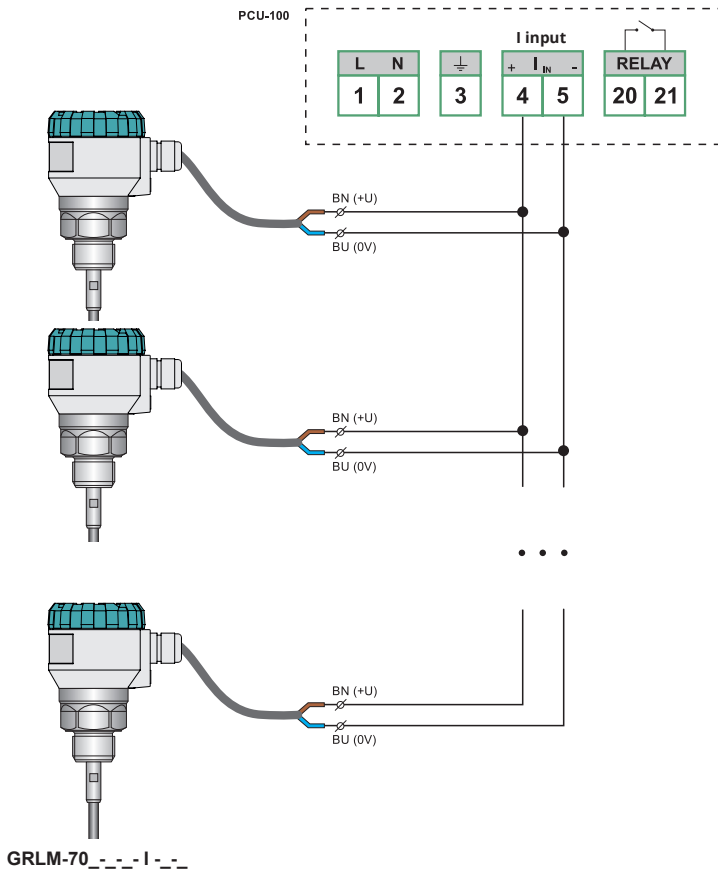 PCU-100
I input
L N
+ I IN -
RELAY
1 2 3 4 5 20 21
BN (+U)
BU (0V)
BN (+U)
BU (0V)
• • •
BN (+U)
BU (0V)
GRLM-70_-_-_- I -_-_